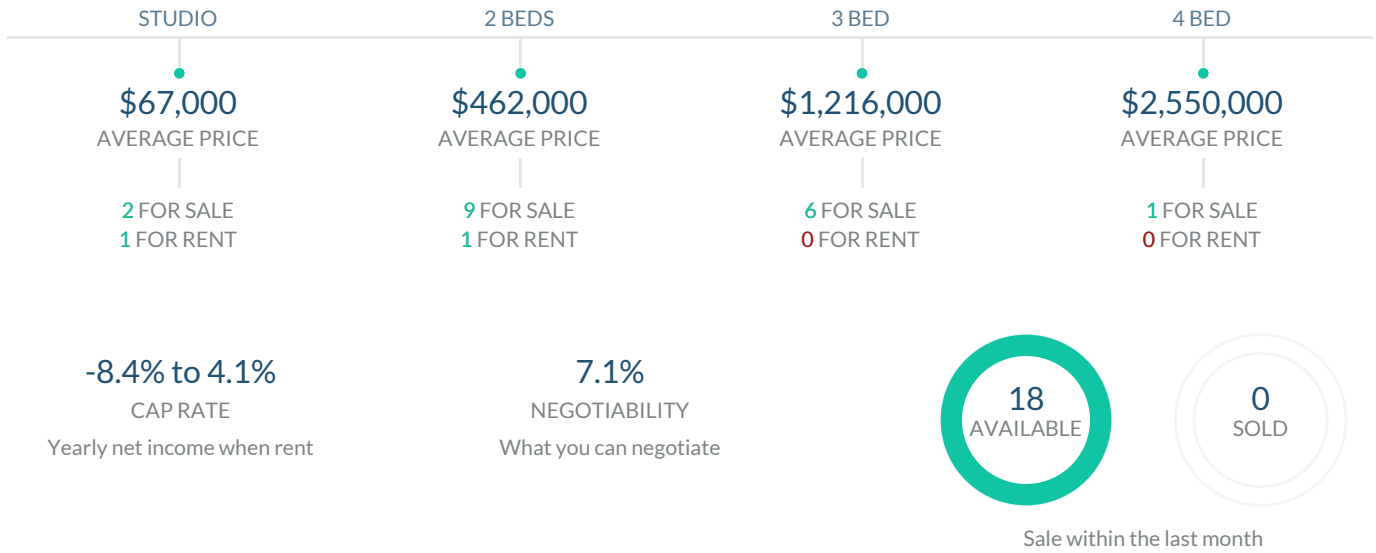 STUDIO
2 BEDS
3 BED
4 BED
$67,000
$462,000
$1,216,000
$2,550,000
AVERAGE PRICE
AVERAGE PRICE
AVERAGE PRICE
AVERAGE PRICE
2 FOR SALE
9 FOR SALE
6 FOR SALE
1 FOR SALE
1 FOR RENT
1 FOR RENT
0 FOR RENT
0 FOR RENT
-8.4% to 4.1%
CAP RATE
Yearly net income when rent
7.1%
NEGOTIABILITY
What you can negotiate
18
AVAILABLE
0
SOLD
Sale within the last month